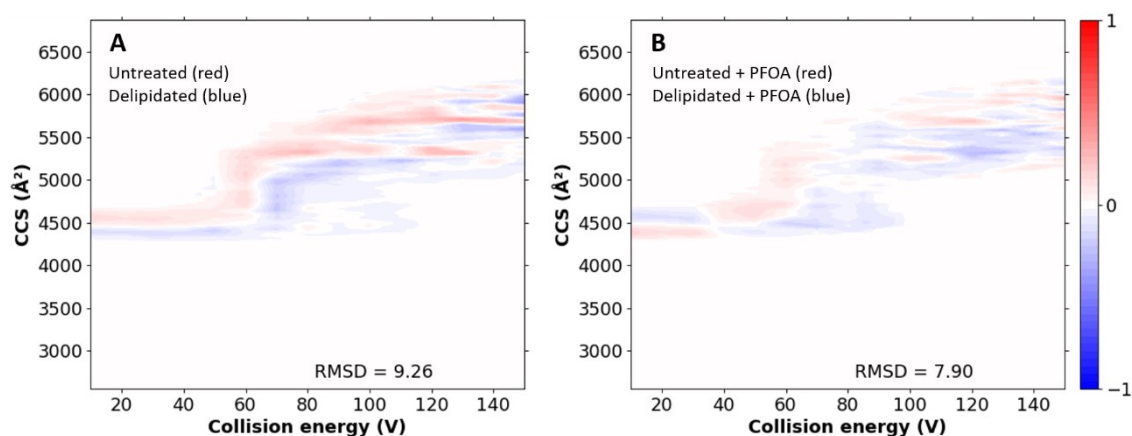 A
Untreated (red)
Delipidated (blue)
CCS (Å²)
6500
6000
5500
5000
4500
4000
3500
3000
RMSD = 9.26
20 40 60 80 100 120 140
Collision energy (V)
B
Untreated + PFOA (red)
Delipidated + PFOA (blue)
CCS (Å²)
6500
6000
5500
5000
4500
4000
3500
3000
RMSD = 7.90
20 40 60 80 100 120 140
Collision energy (V)
1
0
−1